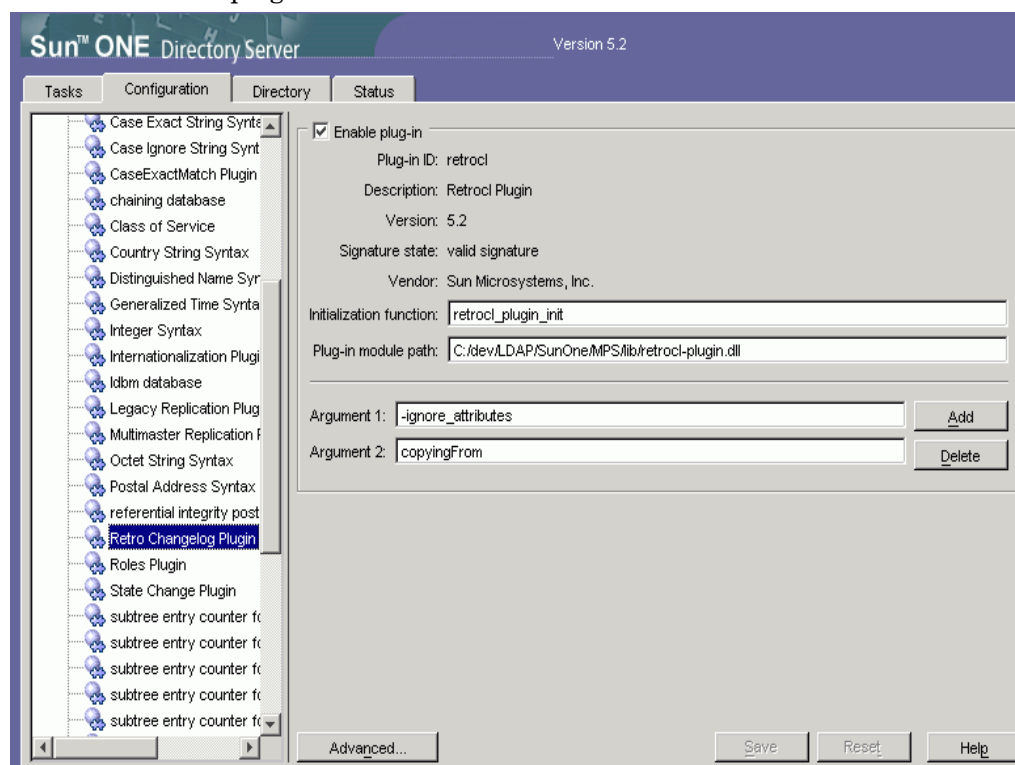 Sun™ ONE Directory Server
Version 5.2
Tasks
Configuration
Directory
Status
Case Exact String Synta
Case Ignore String Synt
CaseExactMatch Plugin
chaining database
Class of Service
Country String Syntax
Distinguished Name Syn
Generalized Time Synta
Integer Syntax
Internationalization Plugi
ldbm database
Legacy Replication Plug
Multimaster Replication P
Octet String Syntax
Postal Address Syntax
referential integrity post
Retro Changelog Plugin
Roles Plugin
State Change Plugin
subtree entry counter fo
subtree entry counter fo
subtree entry counter fo
subtree entry counter fo
subtree entry counter fo
Enable plug-in
Plug-in ID: retrocl
Description: Retrocl Plugin
Version: 5.2
Signature state: valid signature
Vendor: Sun Microsystems, Inc.
Initialization function: retrocl_plugin_init
Plug-in module path: C:/dev/LDAP/SunOne/MPS/lib/retrocl-plugin.dll
Argument 1: -ignore_attributes
Add
Argument 2: copyingFrom
Delete
Advanced...
Save
Reset
Help